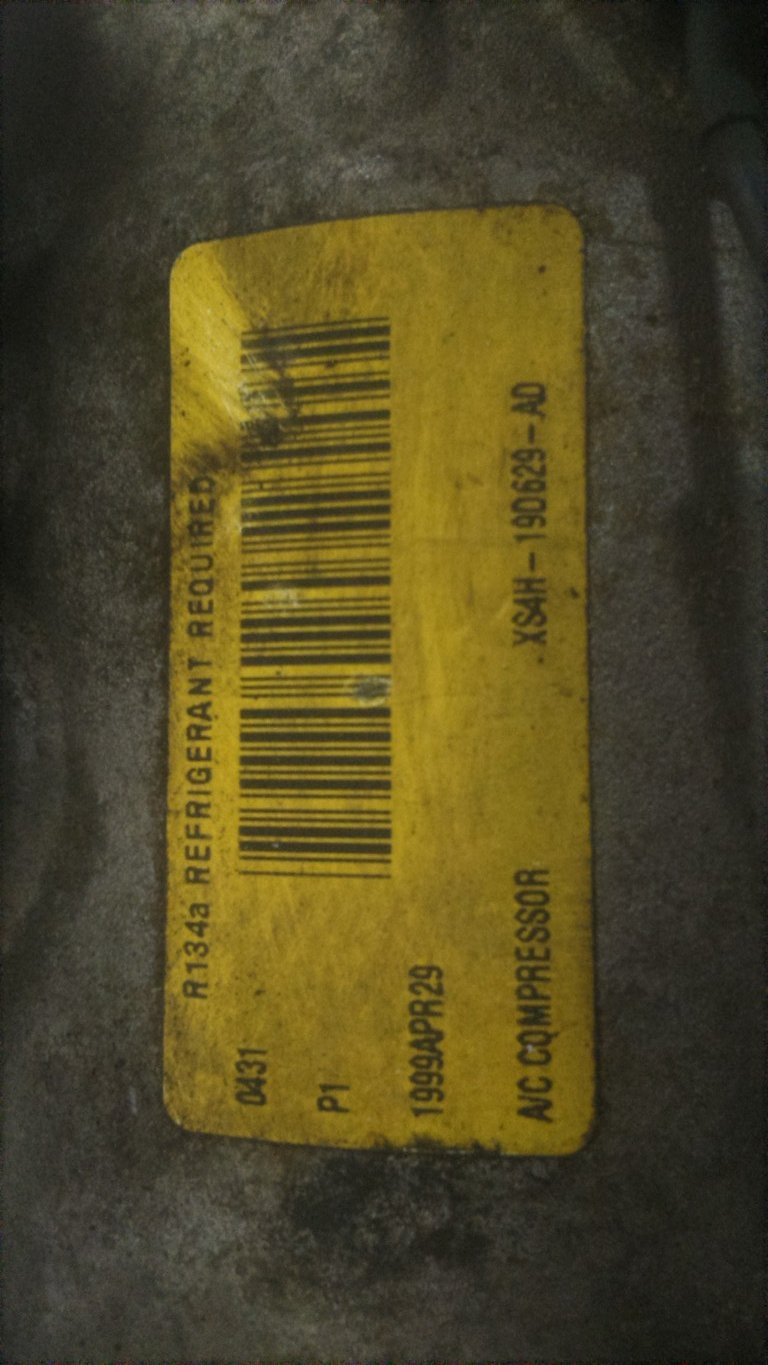 R134a REFRIGERANT REQUIRED
0431
P1
1999APR29
A/C COMPRESSOR XS4H-19D629-AD